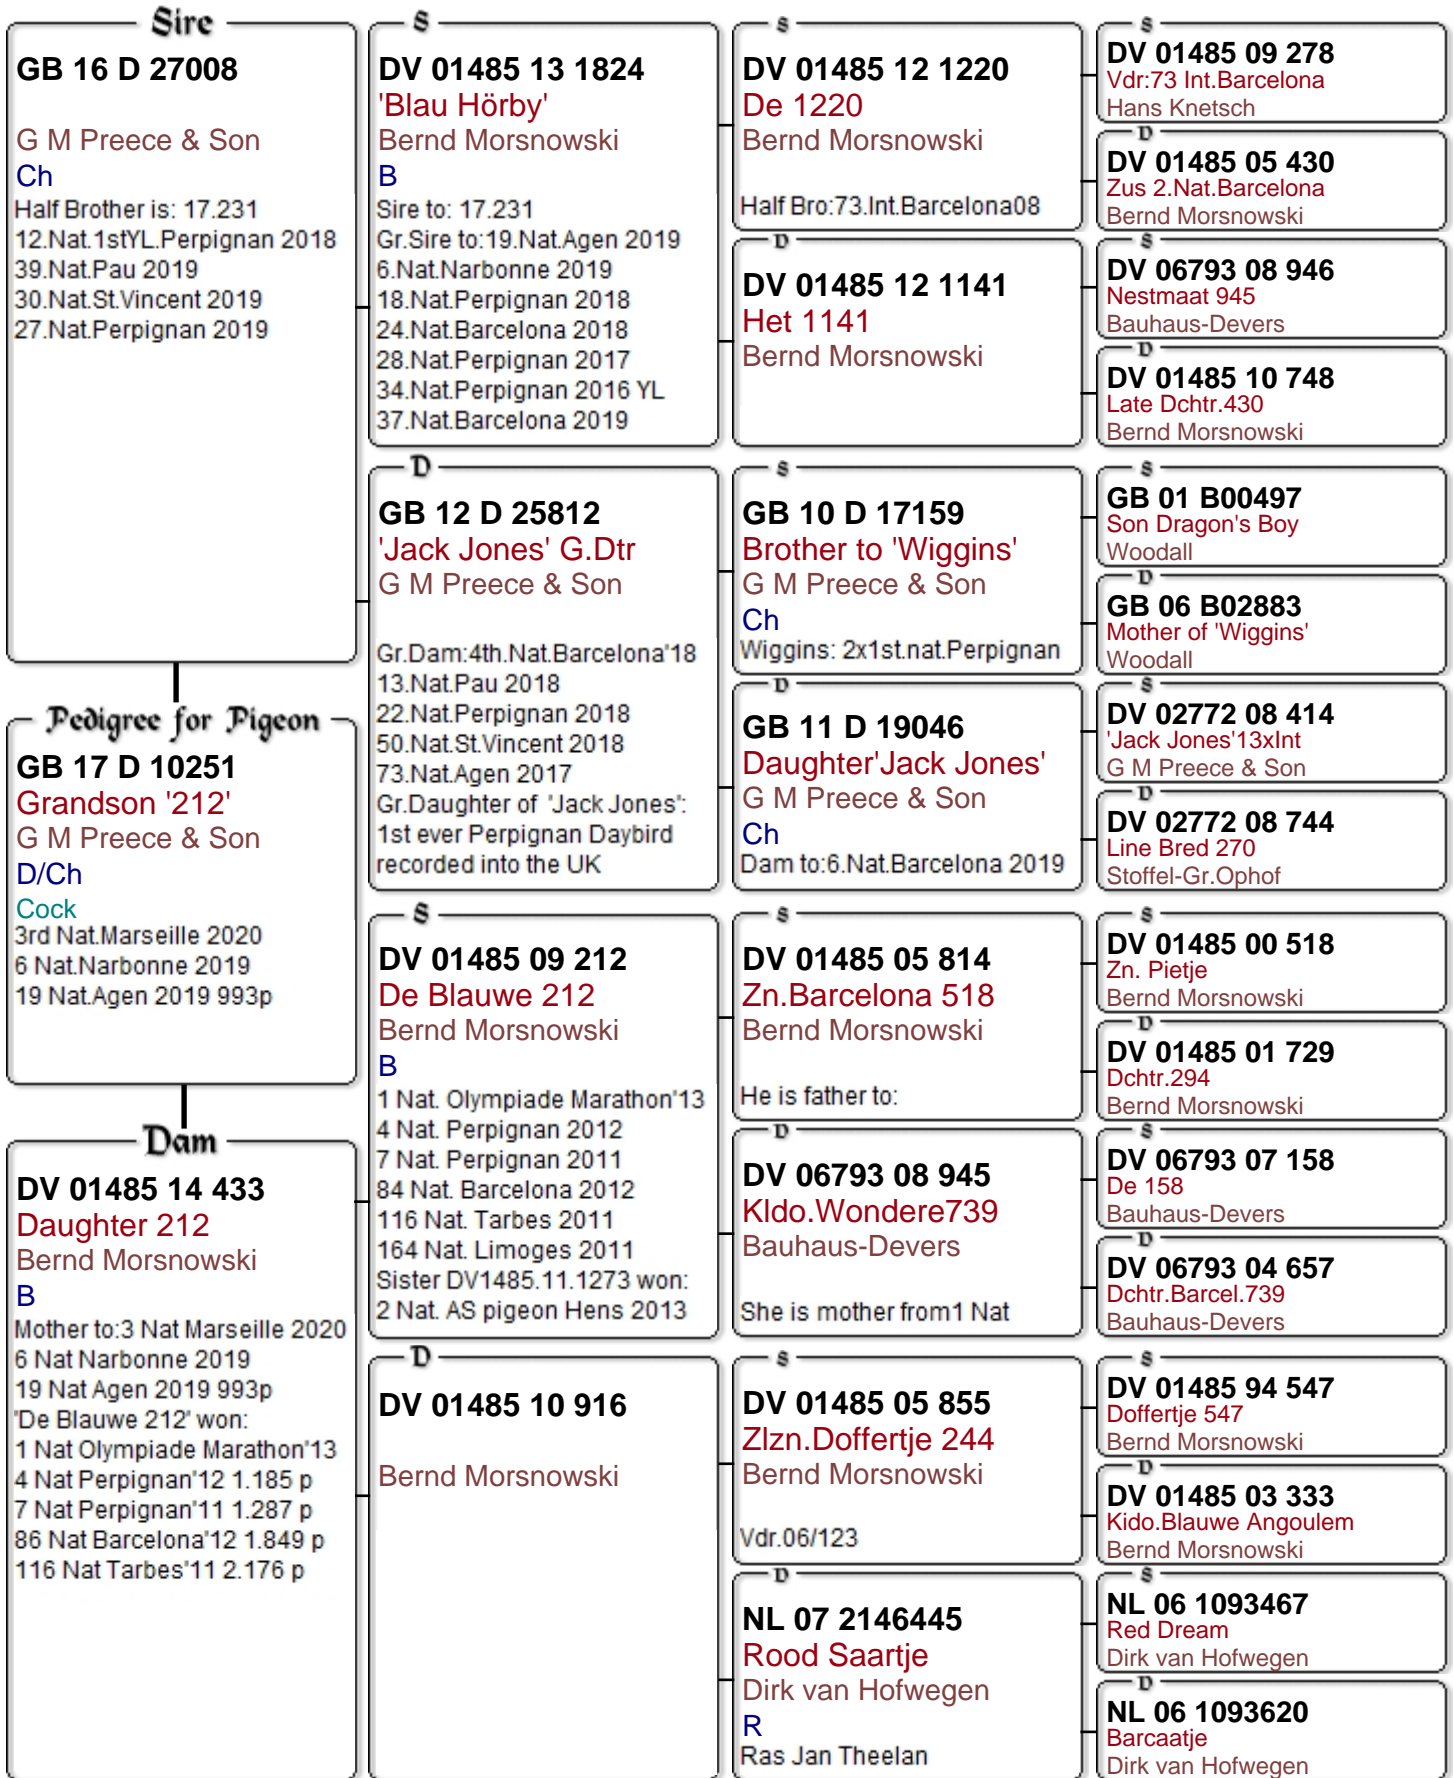 Sire
GB 16 D 27008
G M Preece & Son
Ch
Half Brother is: 17.231
12.Nat.1stYL.Perpignan 2018
39.Nat.Pau 2019
30.Nat.St.Vincent 2019
27.Nat.Perpignan 2019
Pedigree for Pigeon
GB 17 D 10251
Grandson '212'
G M Preece & Son
D/Ch
Cock
3rd Nat.Marseille 2020
6 Nat.Narbonne 2019
19 Nat.Agen 2019 993p
Dam
DV 01485 14 433
Daughter 212
Bernd Morsnowski
B
Mother to:3 Nat Marseille 2020
6 Nat Narbonne 2019
19 Nat Agen 2019 993p
'De Blauwe 212' won:
1 Nat Olympiade Marathon'13
4 Nat Perpignan'12 1.185 p
7 Nat Perpignan'11 1.287 p
86 Nat Barcelona'12 1.849 p
116 Nat Tarbes'11 2.176 p
S
DV 01485 13 1824
'Blau Hörby'
Bernd Morsnowski
B
Sire to: 17.231
Gr.Sire to:19.Nat.Agen 2019
6.Nat.Narbonne 2019
18.Nat.Perpignan 2018
24.Nat.Barcelona 2018
28.Nat.Perpignan 2017
34.Nat.Perpignan 2016 YL
37.Nat.Barcelona 2019
D
GB 12 D 25812
'Jack Jones' G.Dtr
G M Preece & Son
Gr.Dam:4th.Nat.Barcelona'18
13.Nat.Pau 2018
22.Nat.Perpignan 2018
50.Nat.St.Vincent 2018
73.Nat.Agen 2017
Gr.Daughter of 'Jack Jones':
1st ever Perpignan Daybird
recorded into the UK
S
DV 01485 09 212
De Blauwe 212
Bernd Morsnowski
B
1 Nat. Olympiade Marathon'13
4 Nat. Perpignan 2012
7 Nat. Perpignan 2011
84 Nat. Barcelona 2012
116 Nat. Tarbes 2011
164 Nat. Limoges 2011
Sister DV1485.11.1273 won:
2 Nat. AS pigeon Hens 2013
D
DV 01485 10 916
Bernd Morsnowski
S
DV 01485 12 1220
De 1220
Bernd Morsnowski
Half Bro:73.Int.Barcelona08
D
DV 01485 12 1141
Het 1141
Bernd Morsnowski
S
GB 10 D 17159
Brother to 'Wiggins'
G M Preece & Son
Ch
Wiggins: 2x1st.nat.Perpignan
D
GB 11 D 19046
Daughter'Jack Jones'
G M Preece & Son
Ch
Dam to:6.Nat.Barcelona 2019
S
DV 01485 05 814
Zn.Barcelona 518
Bernd Morsnowski
He is father to:
D
DV 06793 08 945
Kldo.Wondere739
Bauhaus-Devers
She is mother from1 Nat
S
DV 01485 05 855
Zlzn.Doffertje 244
Bernd Morsnowski
Vdr.06/123
D
NL 07 2146445
Rood Saartje
Dirk van Hofwegen
R
Ras Jan Theelan
S
DV 01485 09 278
Vdr:73 Int.Barcelona
Hans Knetsch
D
DV 01485 05 430
Zus 2.Nat.Barcelona
Bernd Morsnowski
S
DV 06793 08 946
Nestmaat 945
Bauhaus-Devers
D
DV 01485 10 748
Late Dchtr.430
Bernd Morsnowski
S
GB 01 B00497
Son Dragon's Boy
Woodall
D
GB 06 B02883
Mother of 'Wiggins'
Woodall
S
DV 02772 08 414
'Jack Jones'13xInt
G M Preece & Son
D
DV 02772 08 744
Line Bred 270
Stoffel-Gr.Ophof
S
DV 01485 00 518
Zn. Pietje
Bernd Morsnowski
D
DV 01485 01 729
Dchtr.294
Bernd Morsnowski
S
DV 06793 07 158
De 158
Bauhaus-Devers
D
DV 06793 04 657
Dchtr.Barcel.739
Bauhaus-Devers
S
DV 01485 94 547
Doffertje 547
Bernd Morsnowski
D
DV 01485 03 333
Kido.Blauwe Angoulem
Bernd Morsnowski
S
NL 06 1093467
Red Dream
Dirk van Hofwegen
D
NL 06 1093620
Barcaatje
Dirk van Hofwegen